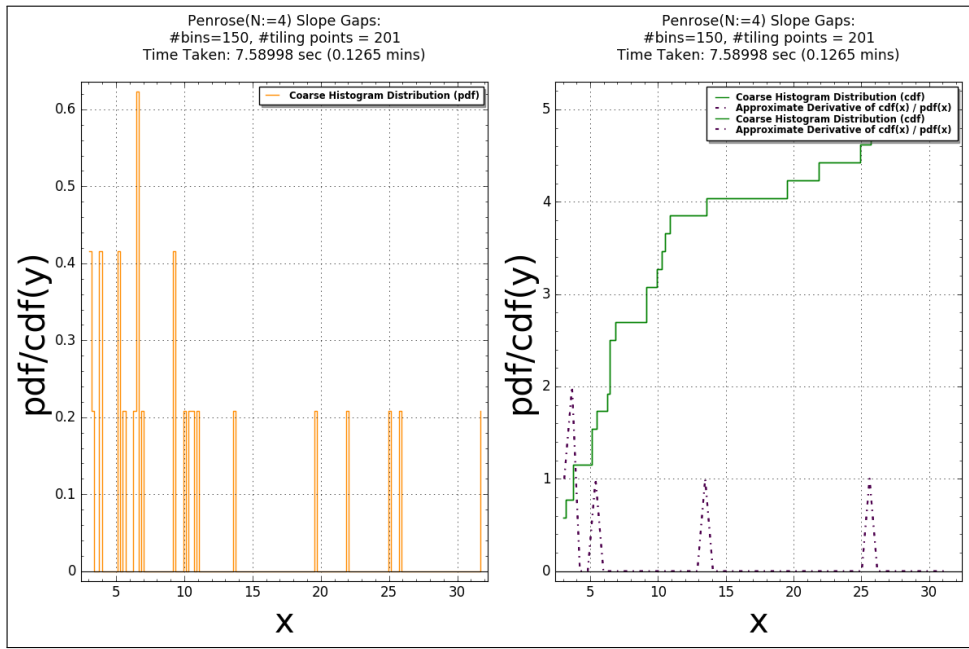 Penrose(N:=4) Slope Gaps:
#bins=150, #tiling points = 201
Time Taken: 7.58998 sec (0.1265 mins)
Coarse Histogram Distribution (pdf)
0.6
0.5
0.4
0.3
0.2
0.1
0
pdf/cdf(y)
5
10
15
20
25
30
x
Penrose(N:=4) Slope Gaps:
#bins=150, #tiling points = 201
Time Taken: 7.58998 sec (0.1265 mins)
Coarse Histogram Distribution (cdf)
Approximate Derivative of cdf(x) / pdf(x)
Coarse Histogram Distribution (cdf)
Approximate Derivative of cdf(x) / pdf(x)
5
4
3
2
1
0
pdf/cdf(y)
5
10
15
20
25
30
x